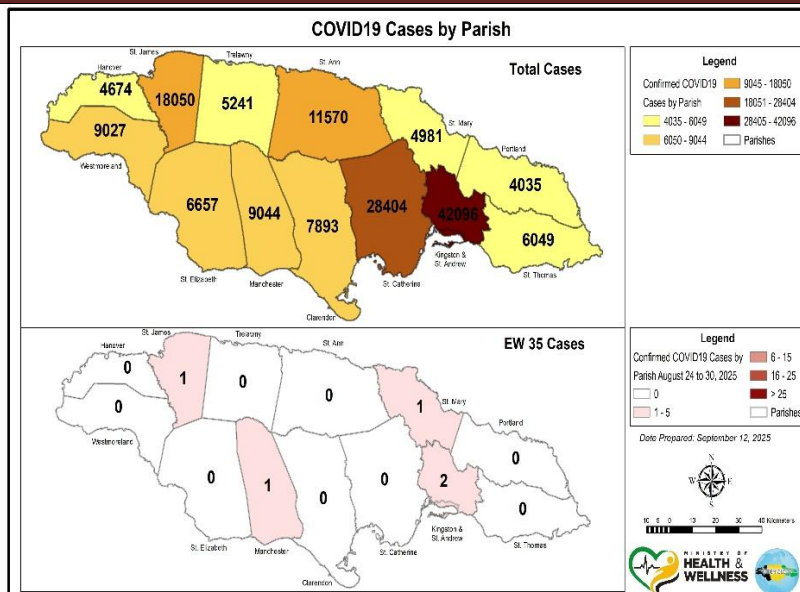 COVID19 Cases by Parish
Total Cases
St. James
Trelawny
St. Ann
Hanover
4674
18050
5241
11570
St. Mary
4981
9027
Portland
Westmoreland
4035
6657
9044
7893
28404
42096
6049
Kingston &
St. Andrew
St. Thomas
St. Elizabeth
Manchester
St. Catherine
Clarendon
Legend
Confirmed COVID19
Cases by Parish
4035 - 6049
6050 - 9044
9045 - 18050
18051 - 28404
28405 - 42096
Parishes
EW 35 Cases
St. James
Trelawny
St. Ann
Hanover
0
1
0
0
St. Mary
1
0
Portland
Westmoreland
0
0
1
0
0
2
0
Kingston &
St. Andrew
St. Thomas
St. Elizabeth
Manchester
St. Catherine
Clarendon
Legend
Confirmed COVID19 Cases by
Parish August 24 to 30, 2025
0
1 - 5
6 - 15
16 - 25
> 25
Parishes
Date Prepared: September 12, 2025
N
W E
S
10 5 0 10 20 30 40 Kilometers
MINISTRY OF
HEALTH &
WELLNESS